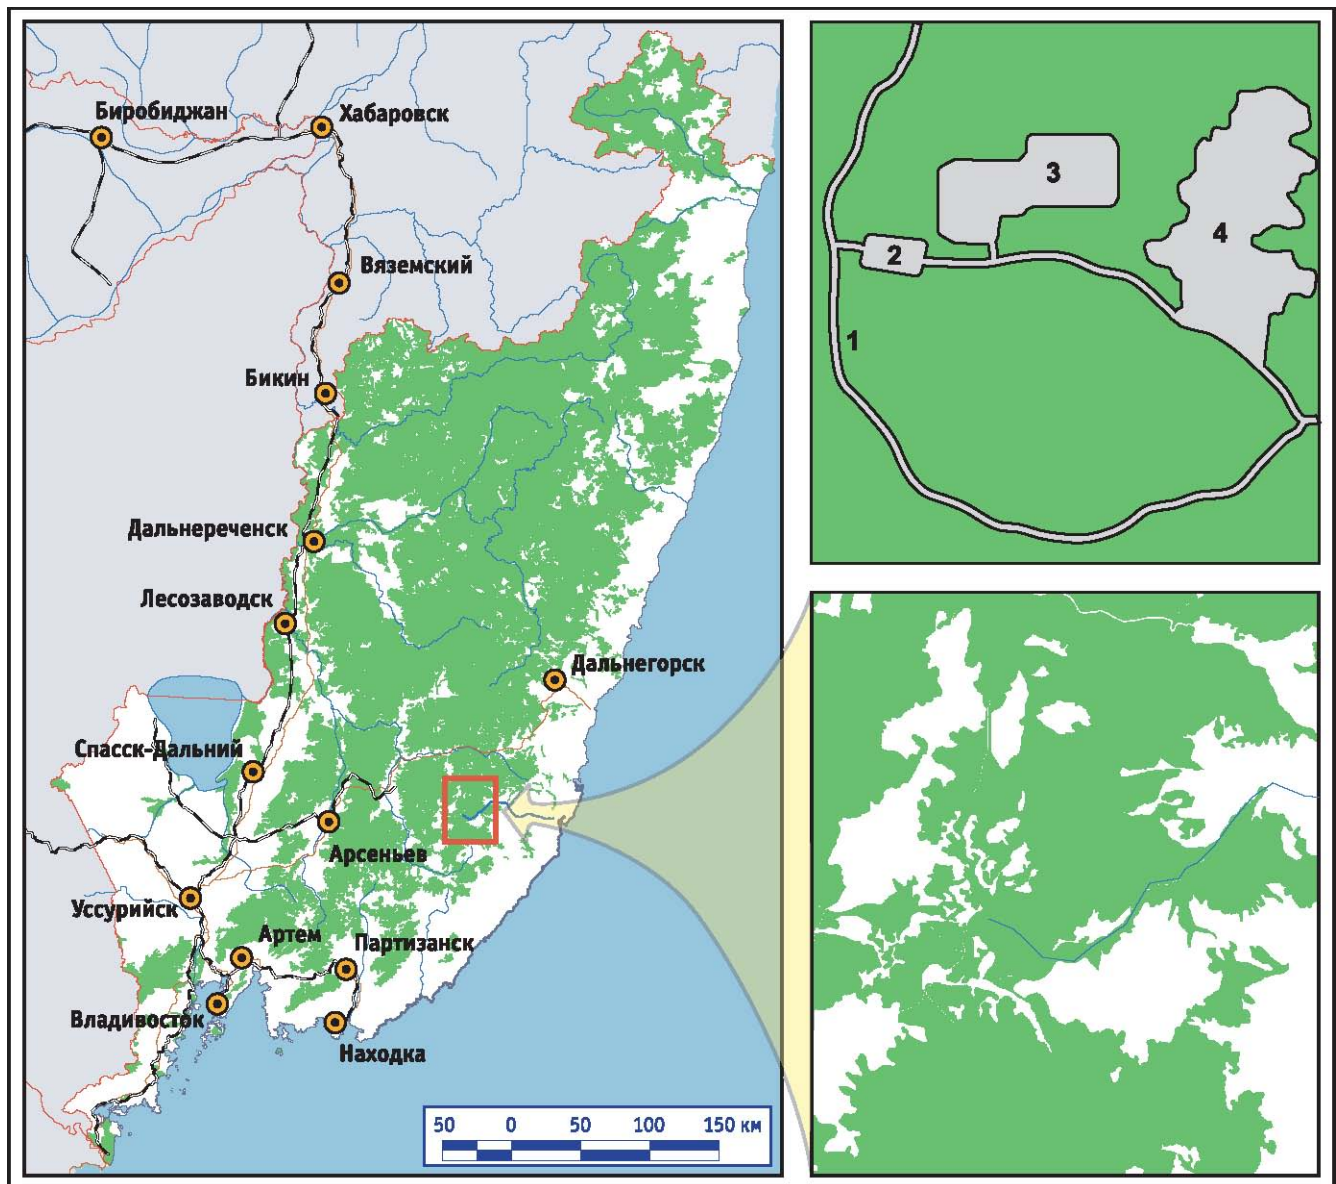 Биробиджан
Хабаровск
Вяземский
Бикин
Дальнереченск
Лесозаводск
Дальнегорск
Спасск-Дальний
Арсеньев
Уссурийск
Артем
Партизанск
Владивосток
Находка
50 0 50 100 150 км
3
2
4
1